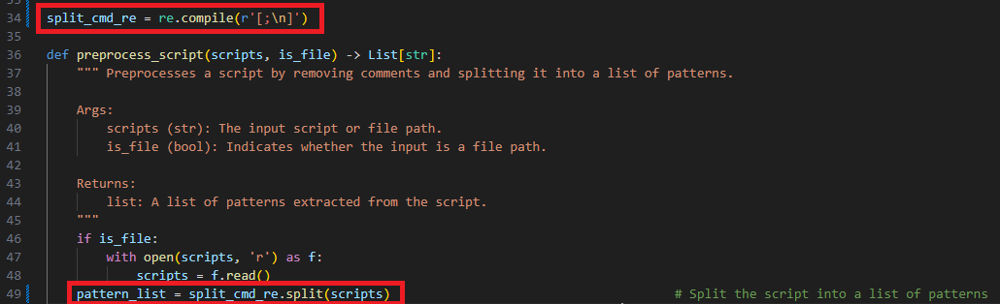 33
34 split_cmd_re = re.compile(r'[;\n]')
35
36 def preprocess_script(scripts, is_file) -> List[str]:
37     """ Preprocesses a script by removing comments and splitting it into a list of patterns.
38
39     Args:
40         scripts (str): The input script or file path.
41         is_file (bool): Indicates whether the input is a file path.
42
43     Returns:
44         list: A list of patterns extracted from the script.
45     """
46     if is_file:
47         with open(scripts, 'r') as f:
48             scripts = f.read()
49     pattern_list = split_cmd_re.split(scripts) # Split the script into a list of patterns